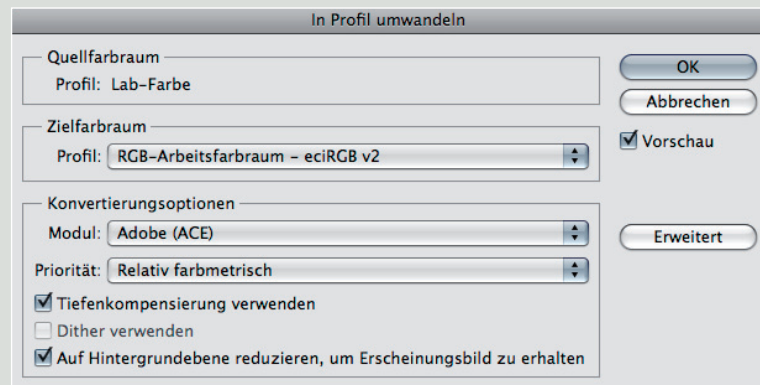 In Profil umwandeln
Quellfarbraum
Profil: Lab-Farbe
Zielfarbraum
Profil: RGB-Arbeitsfarbraum – eciRGB v2
Konvertierungsoptionen
Modul: Adobe (ACE)
Priorität: Relativ farbmetrisch
Tiefenkompensierung verwenden
Dither verwenden
Auf Hintergrundebene reduzieren, um Erscheinungsbild zu erhalten
OK
Abbrechen
Vorschau
Erweitert